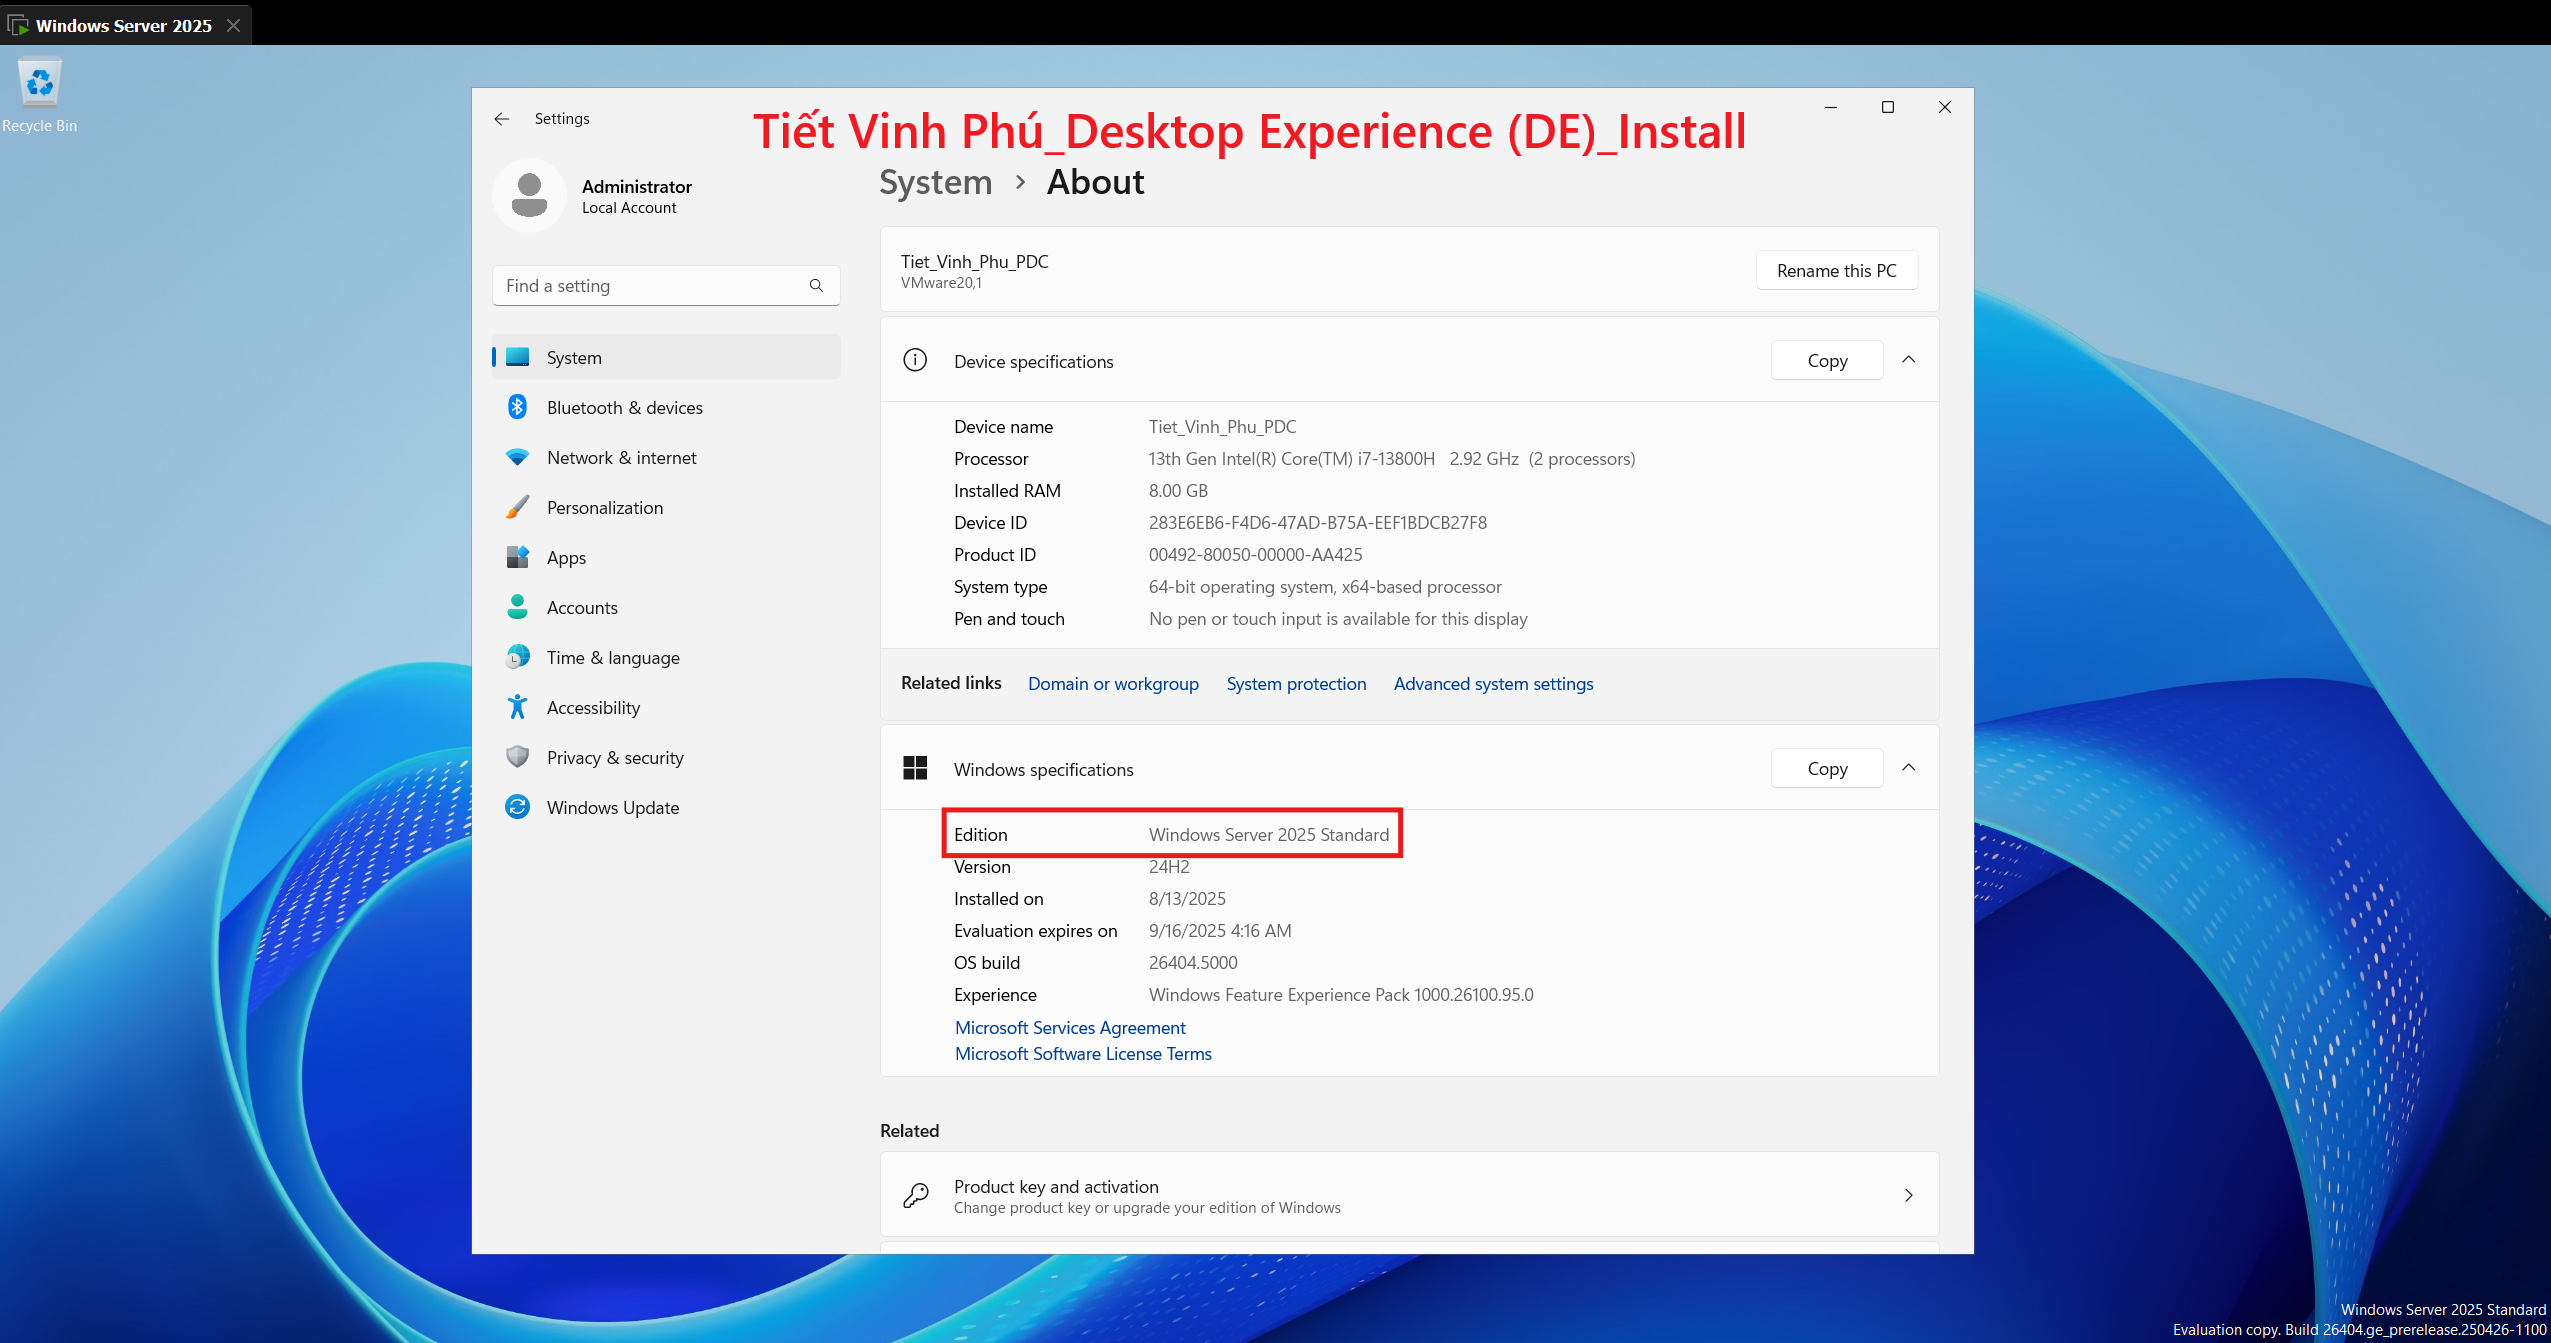 Windows Server 2025
Recycle Bin
Settings
Tiết Vinh Phú_Desktop Experience (DE)_Install
Administrator
Local Account
Find a setting
System
Bluetooth & devices
Network & internet
Personalization
Apps
Accounts
Time & language
Accessibility
Privacy & security
Windows Update
System > About
Tiet_Vinh_Phu_PDC
VMware20,1
Rename this PC
Device specifications
Copy
Device name Tiet_Vinh_Phu_PDC
Processor 13th Gen Intel(R) Core(TM) i7-13800H 2.92 GHz (2 processors)
Installed RAM 8.00 GB
Device ID 283E6EB6-F4D6-47AD-B75A-EEF1BDCB27F8
Product ID 00492-80050-00000-AA425
System type 64-bit operating system, x64-based processor
Pen and touch No pen or touch input is available for this display
Related links Domain or workgroup System protection Advanced system settings
Windows specifications
Copy
Edition Windows Server 2025 Standard
Version 24H2
Installed on 8/13/2025
Evaluation expires on 9/16/2025 4:16 AM
OS build 26404.5000
Experience Windows Feature Experience Pack 1000.26100.95.0
Microsoft Services Agreement
Microsoft Software License Terms
Related
Product key and activation
Change product key or upgrade your edition of Windows
Windows Server 2025 Standard
Evaluation copy. Build 26404.ge_prerelease.250426-1100